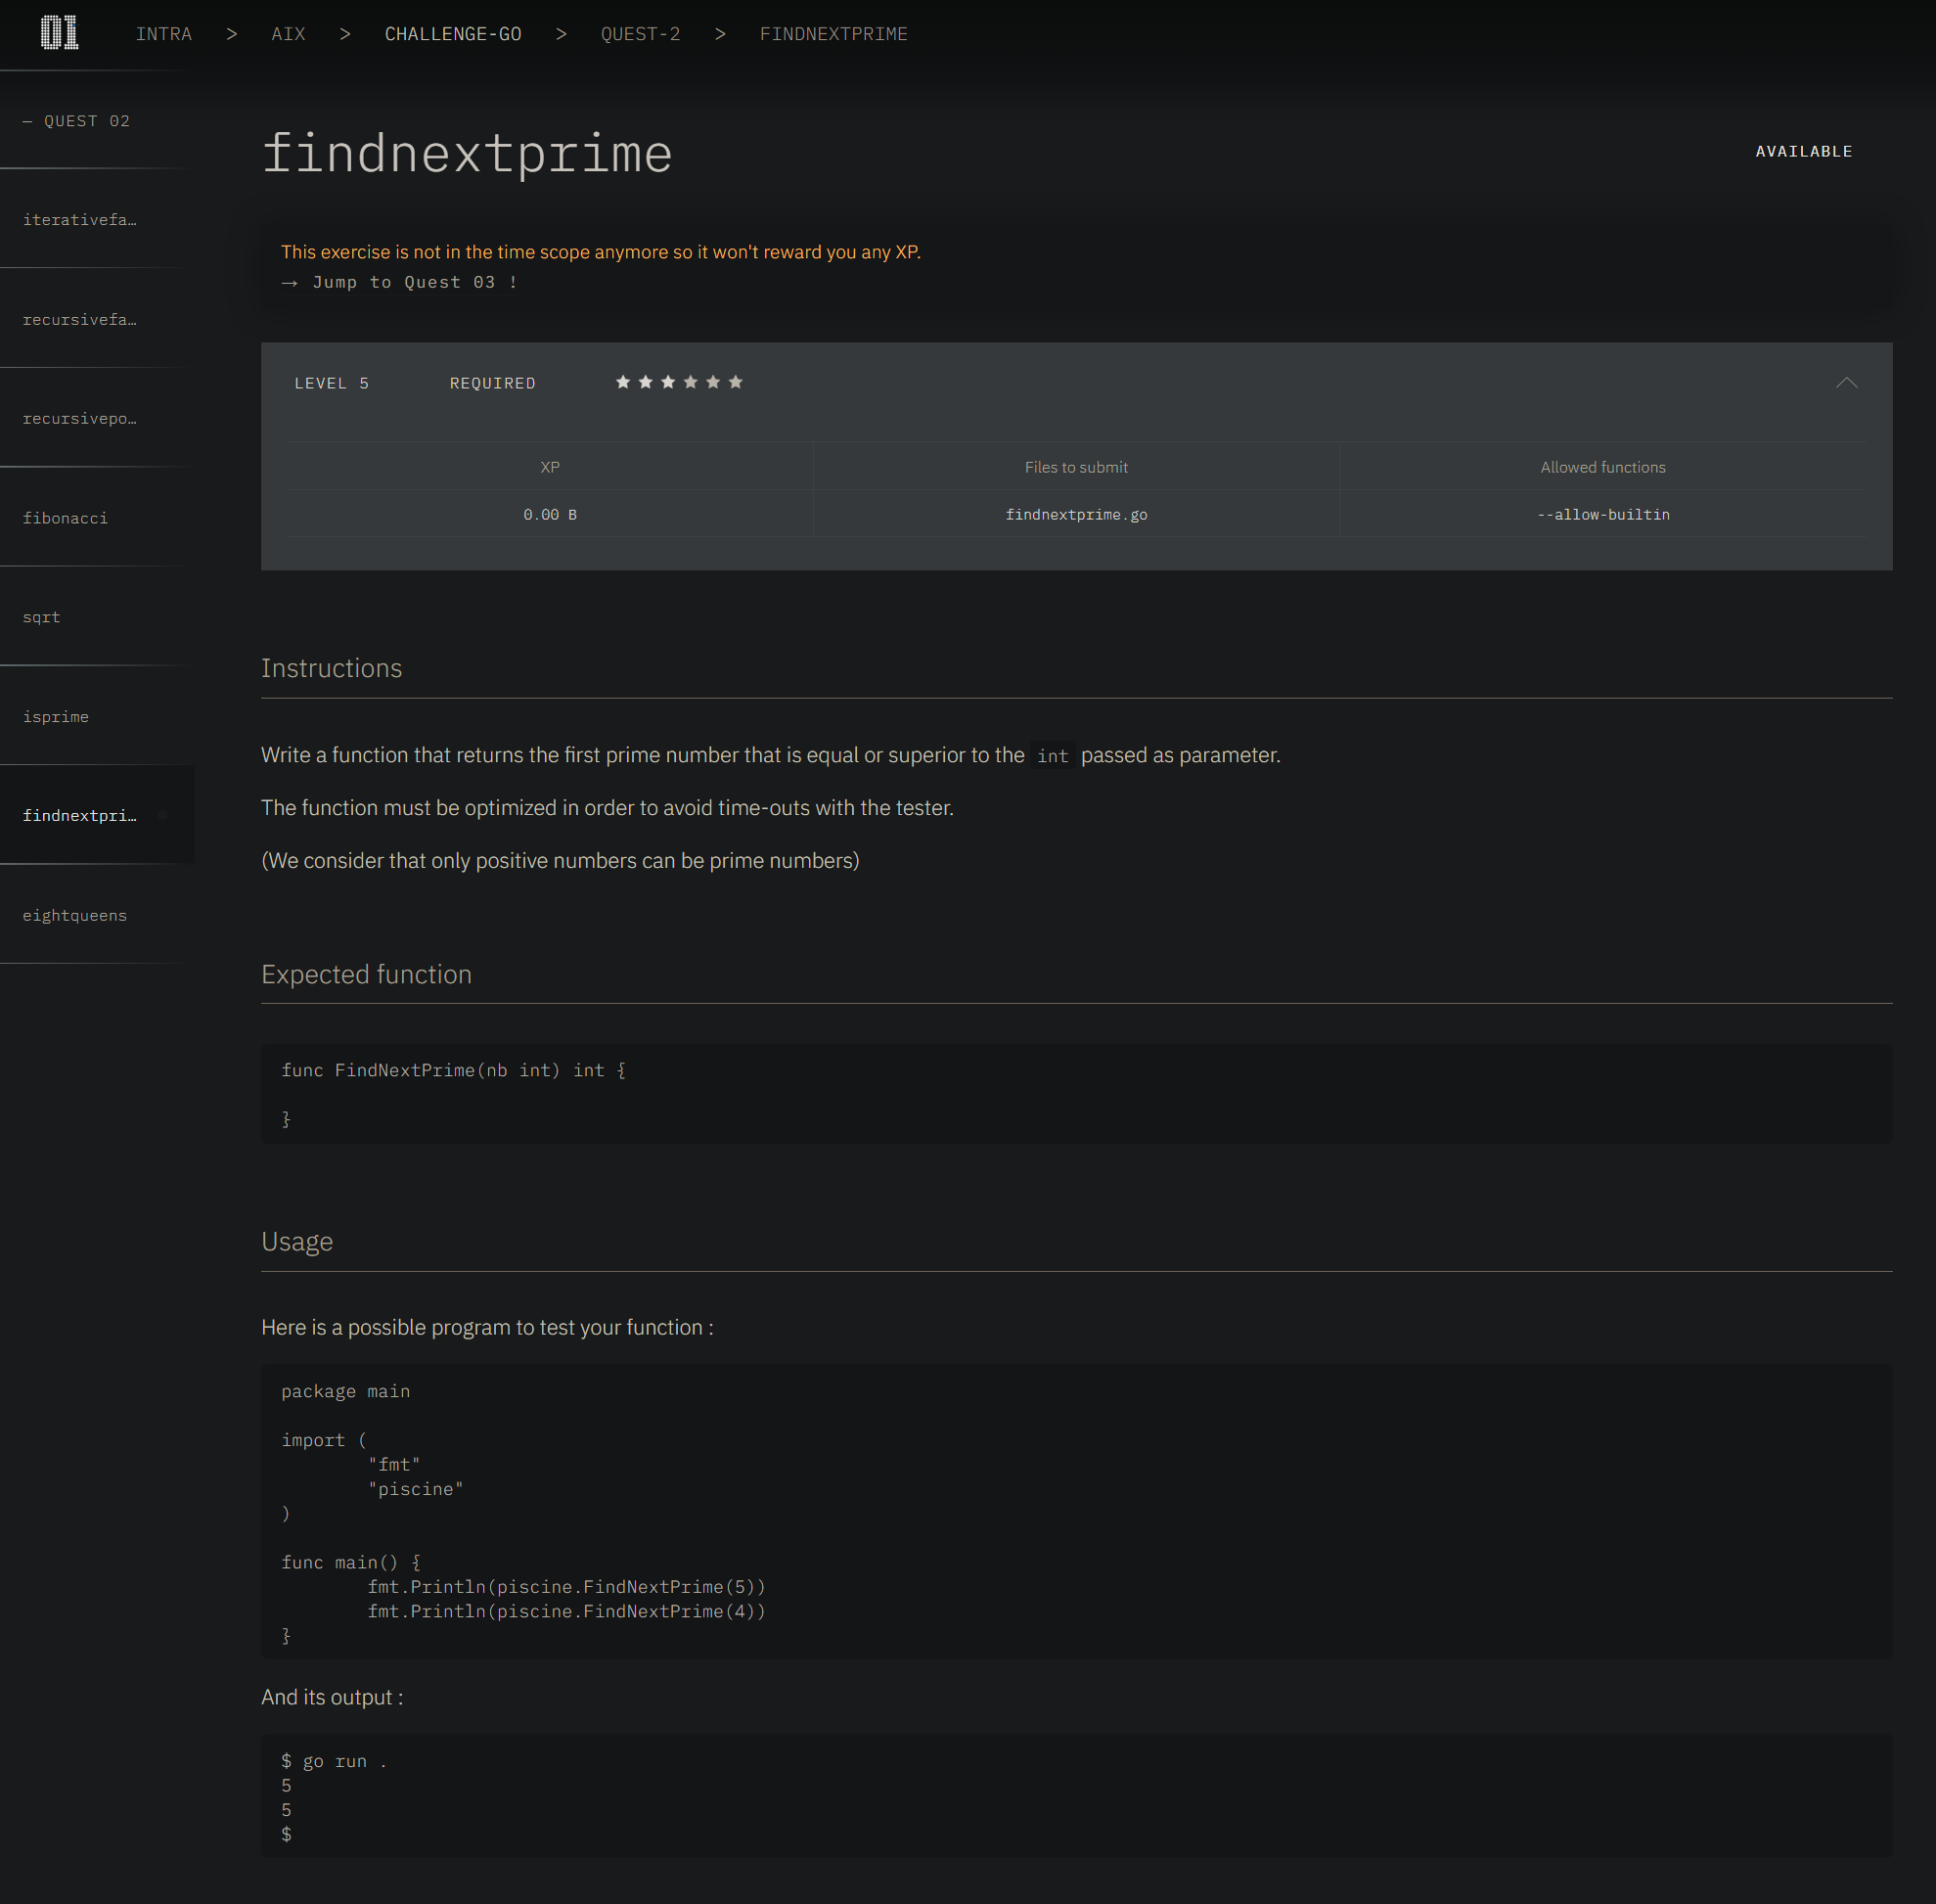 01 INTRA > AIX > CHALLENGE-GO > QUEST-2 > FINDNEXTPRIME
— QUEST 02
iterativefa…
recursivefa…
recursivepo…
fibonacci
sqrt
isprime
findnextpri…
eightqueens
findnextprime
AVAILABLE
This exercise is not in the time scope anymore so it won't reward you any XP.
→ Jump to Quest 03 !
LEVEL 5 REQUIRED ★★★★★★
XP Files to submit Allowed functions
0.00 B findnextprime.go --allow-builtin
Instructions
Write a function that returns the first prime number that is equal or superior to the int passed as parameter.
The function must be optimized in order to avoid time-outs with the tester.
(We consider that only positive numbers can be prime numbers)
Expected function
func FindNextPrime(nb int) int {
}
Usage
Here is a possible program to test your function :
package main
import (
        "fmt"
        "piscine"
)
func main() {
        fmt.Println(piscine.FindNextPrime(5))
        fmt.Println(piscine.FindNextPrime(4))
}
And its output :
$ go run .
5
5
$